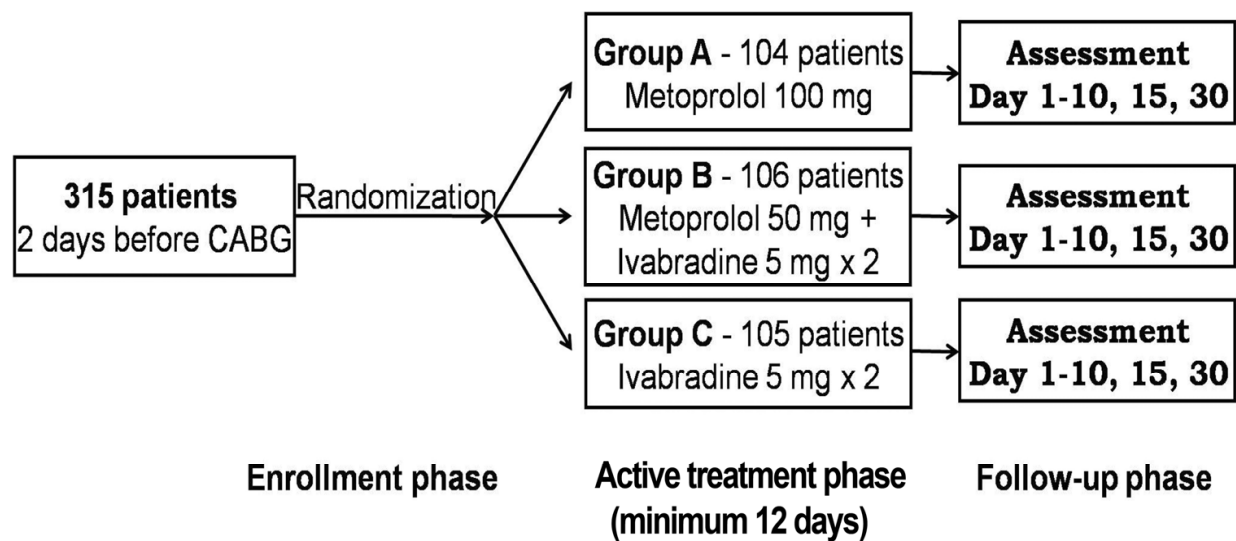 315 patients
2 days before CABG
Randomization
Group A - 104 patients
Metoprolol 100 mg
Assessment
Day 1-10, 15, 30
Group B - 106 patients
Metoprolol 50 mg +
Ivabradine 5 mg x 2
Assessment
Day 1-10, 15, 30
Group C - 105 patients
Ivabradine 5 mg x 2
Assessment
Day 1-10, 15, 30
Enrollment phase
Active treatment phase
(minimum 12 days)
Follow-up phase